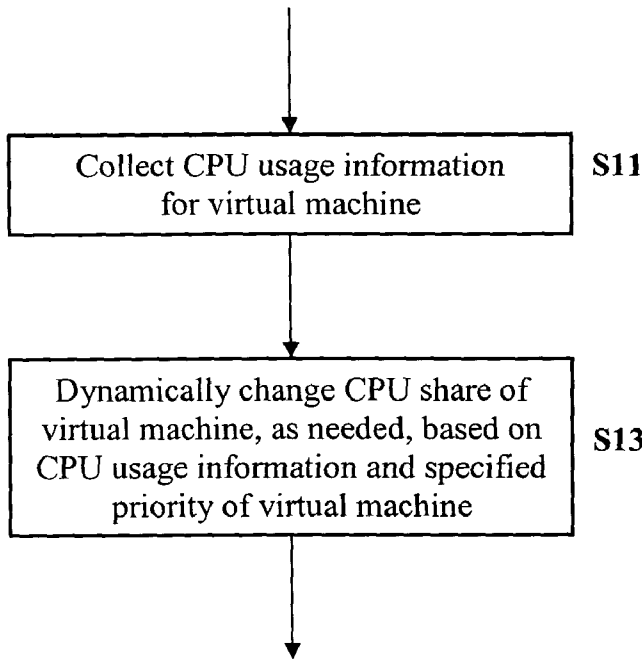 Collect CPU usage information
for virtual machine
S11
Dynamically change CPU share of
virtual machine, as needed, based on
CPU usage information and specified
priority of virtual machine
S13